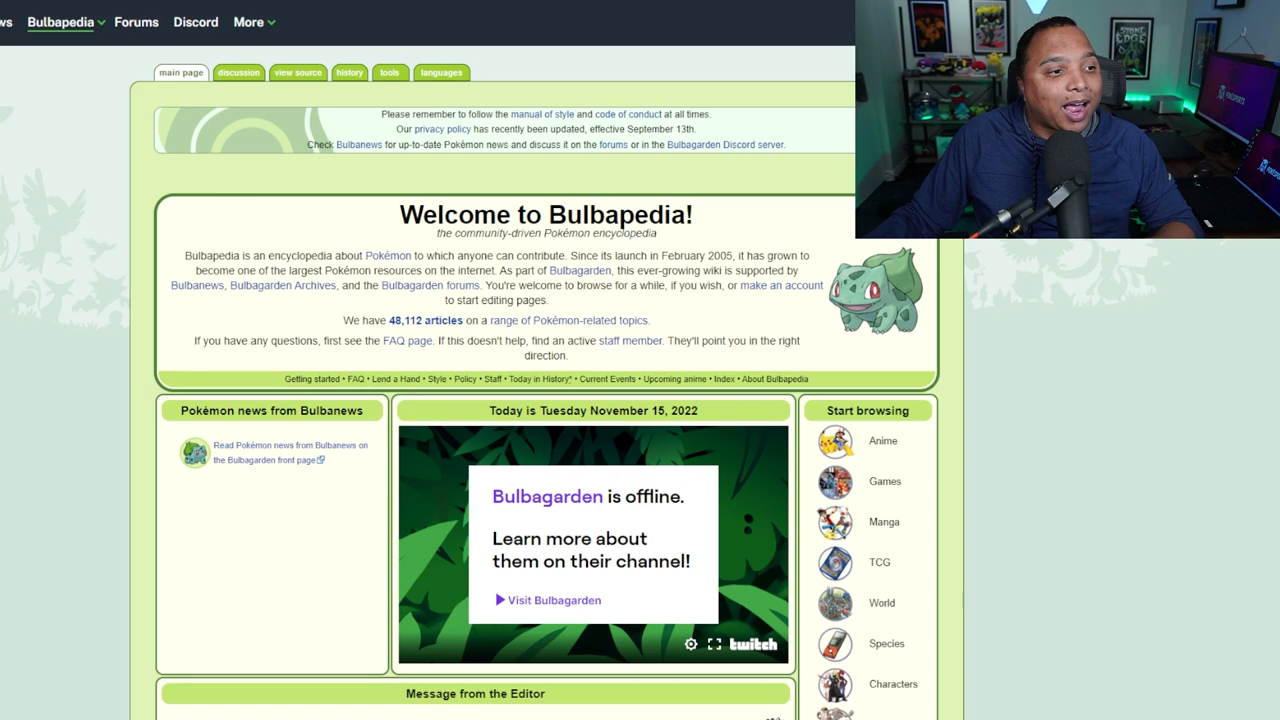 ws Bulbapedia Forums Discord More
main page discussion view source history tools languages
Please remember to follow the manual of style and code of conduct at all times.
Our privacy policy has recently been updated, effective September 13th.
Check Bulbanews for up-to-date Pokémon news and discuss it on the forums or in the Bulbagarden Discord server.
STONE
EDGE
POKESPORTS
Welcome to Bulbapedia!
the community-driven Pokémon encyclopedia
Bulbapedia is an encyclopedia about Pokémon to which anyone can contribute. Since its launch in February 2005, it has grown to
become one of the largest Pokémon resources on the internet. As part of Bulbagarden, this ever-growing wiki is supported by
Bulbanews, Bulbagarden Archives, and the Bulbagarden forums. You're welcome to browse for a while, if you wish, or make an account
to start editing pages.
We have 48,112 articles on a range of Pokémon-related topics.
If you have any questions, first see the FAQ page. If this doesn't help, find an active staff member. They'll point you in the right
direction.
Getting started • FAQ • Lend a Hand • Style • Policy • Staff • Today in History* • Current Events • Upcoming anime • Index • About Bulbapedia
Pokémon news from Bulbanews
Read Pokémon news from Bulbanews on
the Bulbagarden front page
Today is Tuesday November 15, 2022
Bulbagarden is offline.
Learn more about
them on their channel!
Visit Bulbagarden
twitch
Message from the Editor
Start browsing
Anime
Games
Manga
TCG
World
Species
Characters